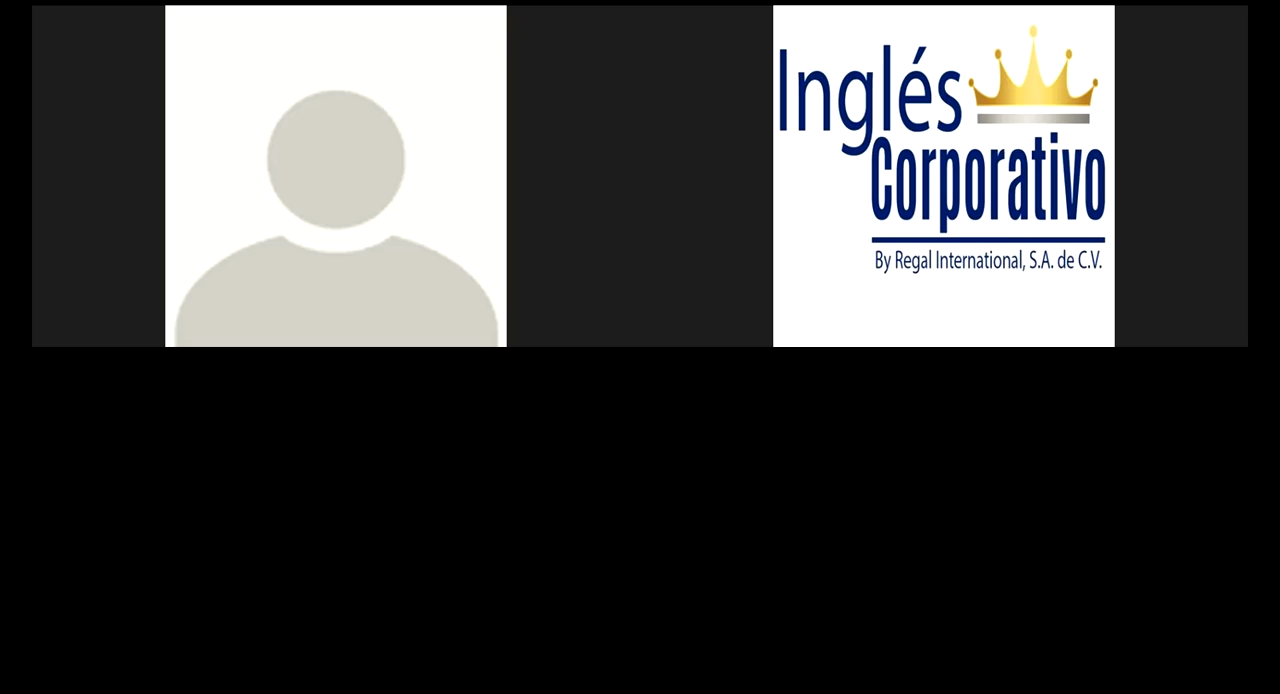 Inglés
Corporativo
By Regal International, S.A. de C.V.